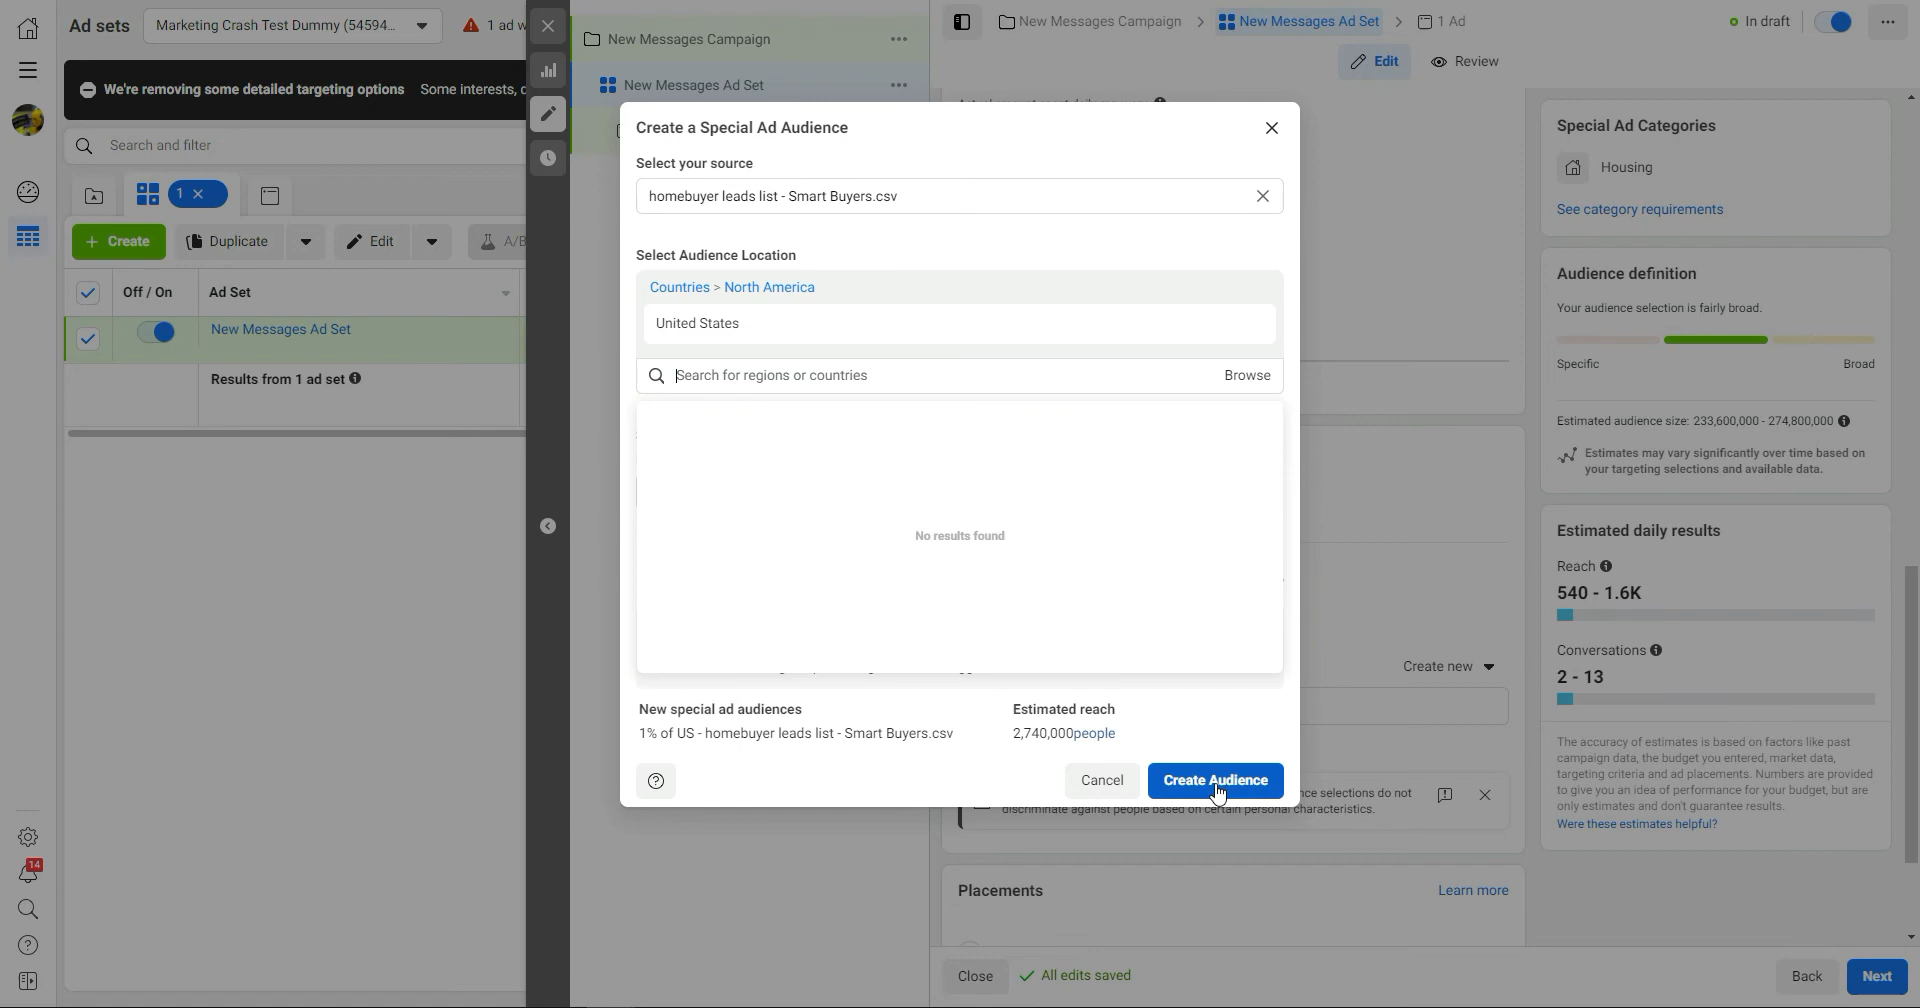 Ad sets
Marketing Crash Test Dummy (54594...
1 ad w
We're removing some detailed targeting options Some interests, c
Search and filter
1
Create
Duplicate
Edit
A/B
Off / On
Ad Set
New Messages Ad Set
Results from 1 ad set
14
New Messages Campaign
New Messages Ad Set
New Messages Campaign
New Messages Ad Set
1 Ad
In draft
Edit
Review
Create a Special Ad Audience
Select your source
homebuyer leads list - Smart Buyers.csv
Select Audience Location
Countries > North America
United States
Search for regions or countries
Browse
No results found
New special ad audiences
1% of US - homebuyer leads list - Smart Buyers.csv
Estimated reach
2,740,000people
Cancel
Create Audience
Create new
nce selections do not
discriminate against people based on certain personal characteristics.
Placements
Learn more
Close
All edits saved
Back
Next
Special Ad Categories
Housing
See category requirements
Audience definition
Your audience selection is fairly broad.
Specific
Broad
Estimated audience size: 233,600,000 - 274,800,000
Estimates may vary significantly over time based on
your targeting selections and available data.
Estimated daily results
Reach
540 - 1.6K
Conversations
2 - 13
The accuracy of estimates is based on factors like past
campaign data, the budget you entered, market data,
targeting criteria and ad placements. Numbers are provided
to give you an idea of performance for your budget, but are
only estimates and don't guarantee results.
Were these estimates helpful?